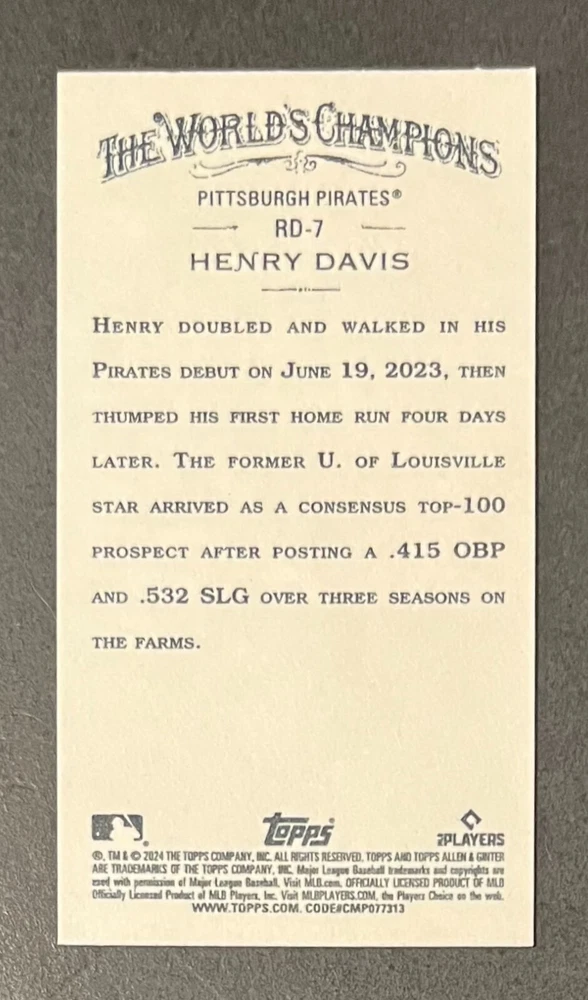 THE WORLD'S CHAMPIONS
PITTSBURGH PIRATES®
RD-7
HENRY DAVIS
HENRY DOUBLED AND WALKED IN HIS
PIRATES DEBUT ON JUNE 19, 2023, THEN
THUMPED HIS FIRST HOME RUN FOUR DAYS
LATER. THE FORMER U. OF LOUISVILLE
STAR ARRIVED AS A CONSENSUS TOP-100
PROSPECT AFTER POSTING A .415 OBP
AND .532 SLG OVER THREE SEASONS ON
THE FARMS.
Topps
PLAYERS
®, TM & © 2024 THE TOPPS COMPANY, INC. ALL RIGHTS RESERVED. TOPPS AND TOPPS ALLEN & GINTER
ARE TRADEMARKS OF THE TOPPS COMPANY, INC. Major League Baseball trademarks and copyrights are
used with permission of Major League Baseball. Visit MLB.com. OFFICIALLY LICENSED PRODUCT OF MLB
Officially Licensed Product of MLB Players, Inc. Visit MLBPLAYERS.COM, the Players Choice on the web.
WWW.TOPPS.COM. CODE#CMP077313